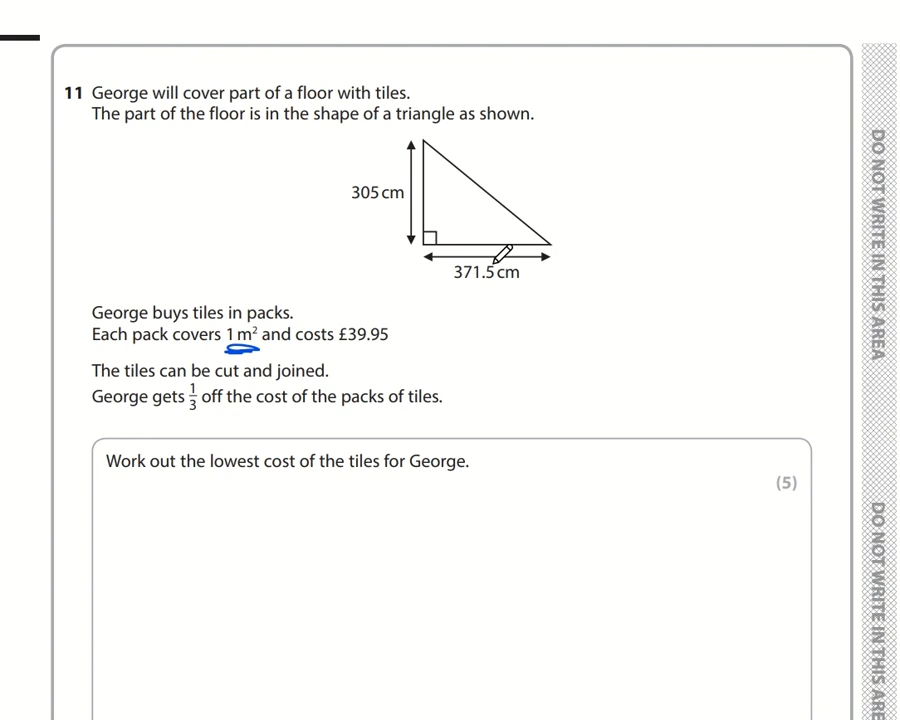 11 George will cover part of a floor with tiles.
The part of the floor is in the shape of a triangle as shown.
305 cm
371.5 cm
George buys tiles in packs.
Each pack covers 1 m² and costs £39.95
The tiles can be cut and joined.
George gets 1/3 off the cost of the packs of tiles.
Work out the lowest cost of the tiles for George.
(5)
DO NOT WRITE IN THIS AREA
DO NOT WRITE IN THIS ARE